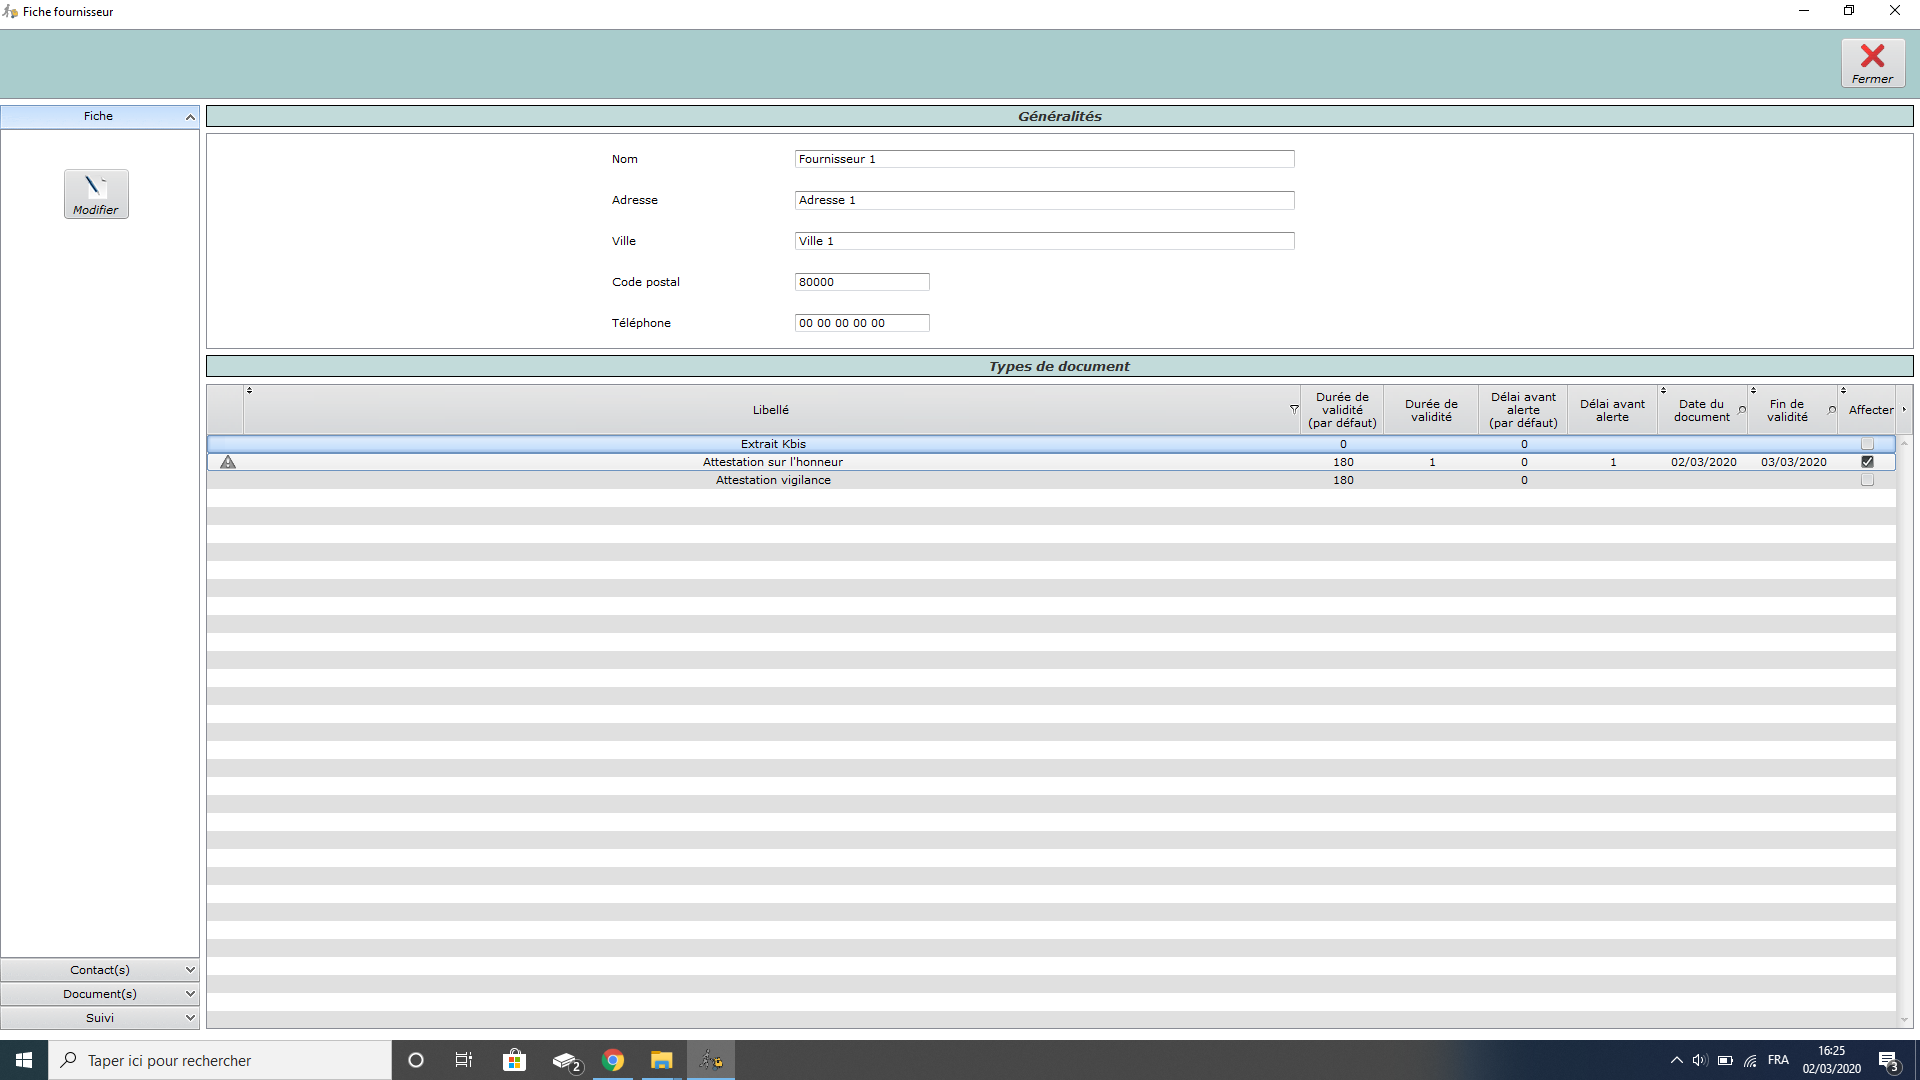 Fiche fournisseur
Fermer
Fiche
Modifier
Généralités
Nom Fournisseur 1
Adresse Adresse 1
Ville Ville 1
Code postal 80000
Téléphone 00 00 00 00 00
Types de document
Libellé Durée de validité (par défaut) Durée de validité Délai avant alerte (par défaut) Délai avant alerte Date du document Fin de validité Affecter
Extrait Kbis 0 0
Attestation sur l'honneur 180 1 0 1 02/03/2020 03/03/2020
Attestation vigilance 180 0
Contact(s)
Document(s)
Suivi
Taper ici pour rechercher
2
FRA
16:25
02/03/2020
3